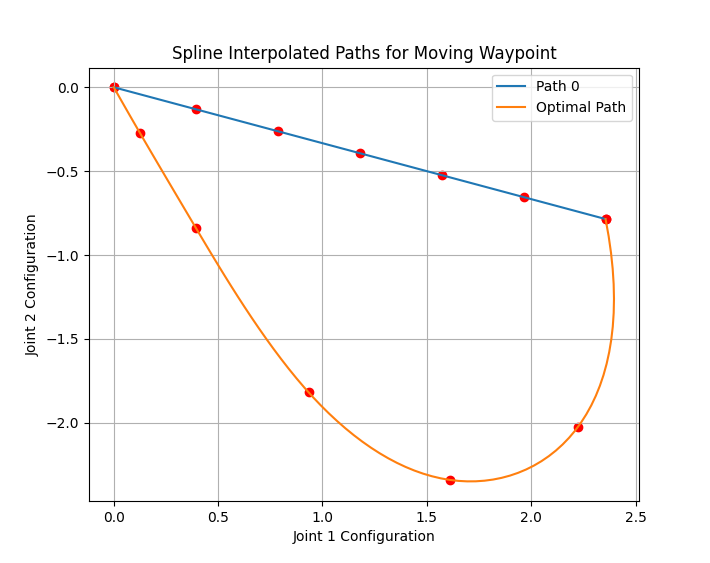 Spline Interpolated Paths for Moving Waypoint
Path 0
Optimal Path
0.0
−0.5
−1.0
−1.5
−2.0
Joint 2 Configuration
0.0 0.5 1.0 1.5 2.0 2.5
Joint 1 Configuration